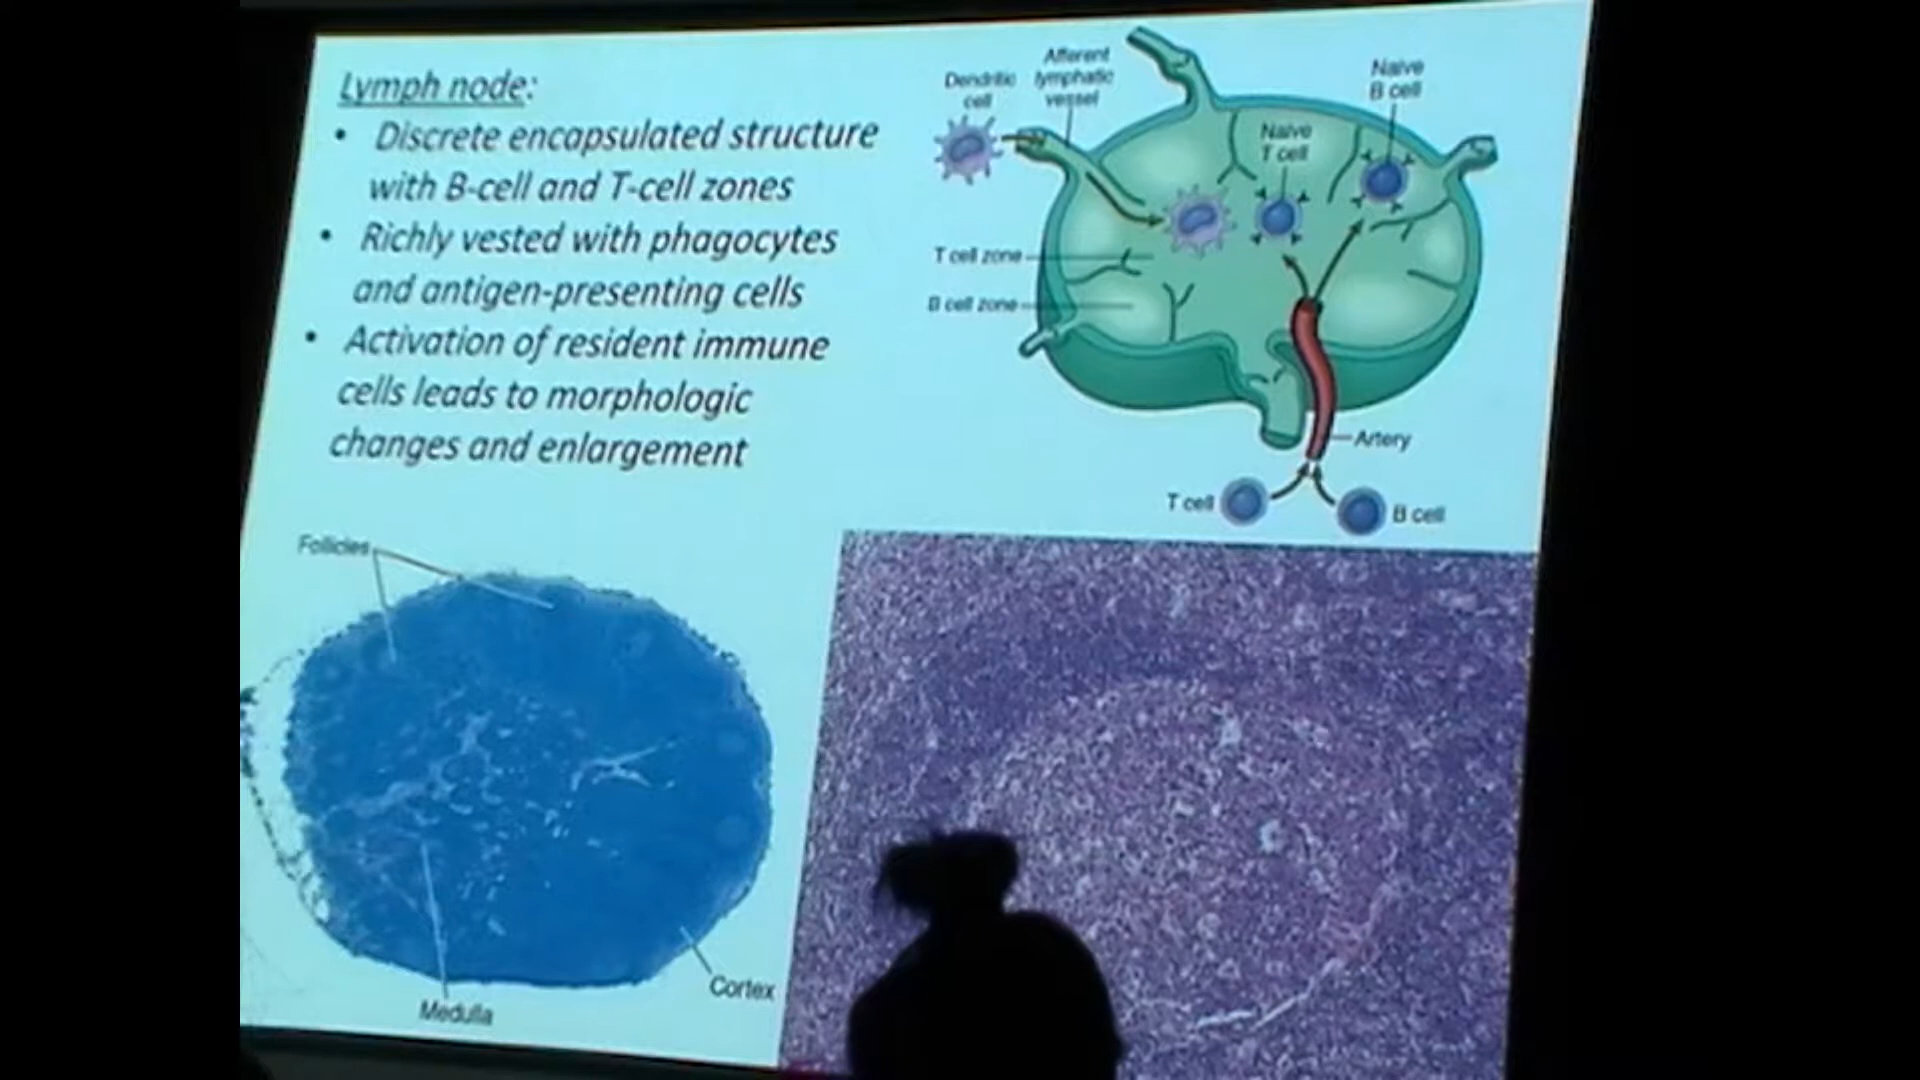 Lymph node:
• Discrete encapsulated structure
with B-cell and T-cell zones
• Richly vested with phagocytes
and antigen-presenting cells
• Activation of resident immune
cells leads to morphologic
changes and enlargement
Dendritic
cell
Afferent
lymphatic
vessel
Naive
B cell
Naive
T cell
T cell zone
B cell zone
Artery
T cell
B cell
Follicles
Cortex
Medulla